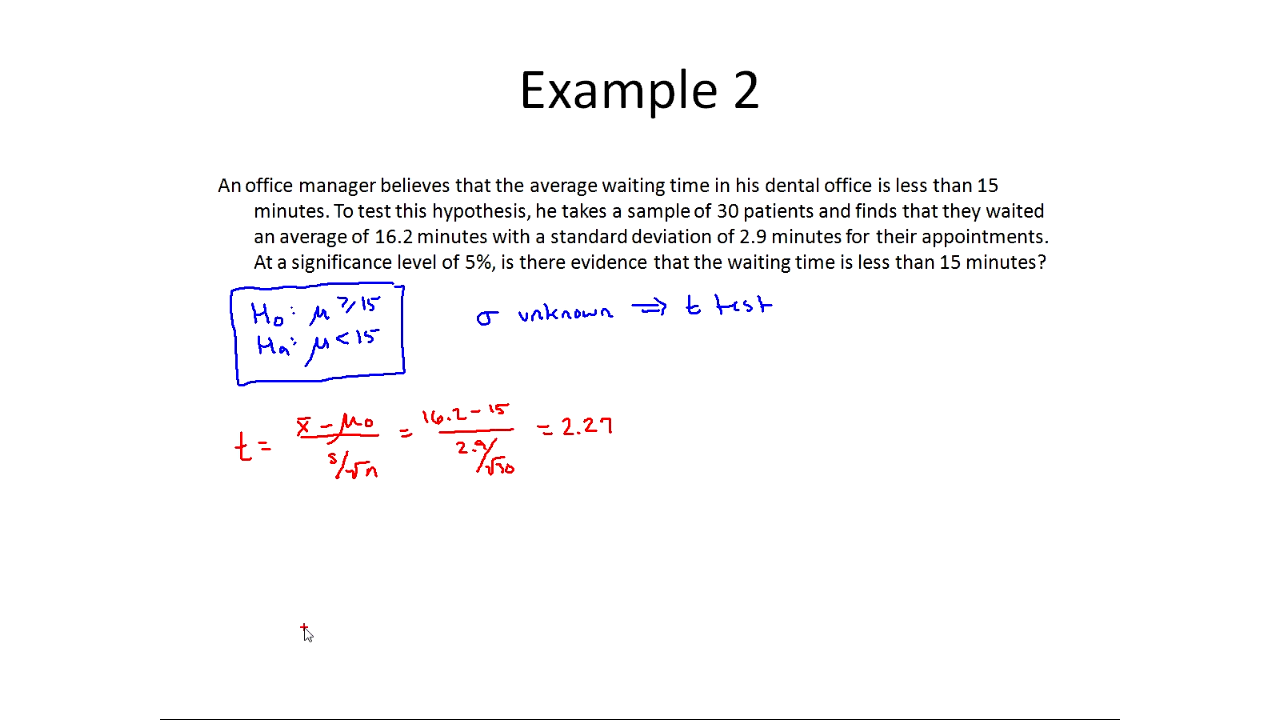 Example 2
An office manager believes that the average waiting time in his dental office is less than 15
minutes. To test this hypothesis, he takes a sample of 30 patients and finds that they waited
an average of 16.2 minutes with a standard deviation of 2.9 minutes for their appointments.
At a significance level of 5%, is there evidence that the waiting time is less than 15 minutes?
H₀: μ ≥ 15
Hₐ: μ < 15
σ unknown ⟹ t test
t = (x̄ - μ₀)/(s/√n) = (16.2 - 15)/(2.9/√30) = 2.27